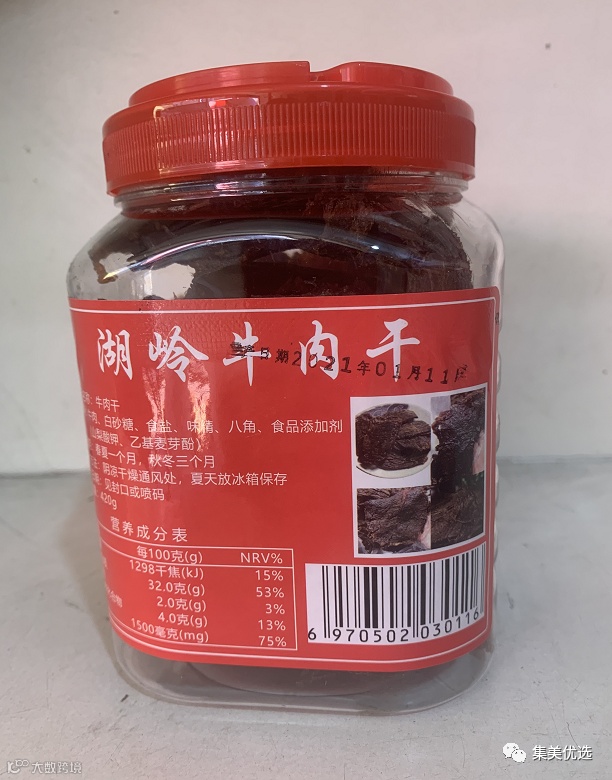 湖岭牛肉干
生产日期2021年01月11日
称：牛肉干
牛肉、白砂糖、食盐、味精、八角、食品添加剂
山梨酸钾、乙基麦芽酚）
春夏一个月，秋冬三个月
阴凉干燥通风处，夏天放冰箱保存
见封口或喷码
420g
营养成分表
每100克(g) NRV%
1298千焦(kJ) 15%
32.0克(g) 53%
2.0克(g) 3%
4.0克(g) 13%
1500毫克(mg) 75%
6 970502 030116
大数跨境
集美优选